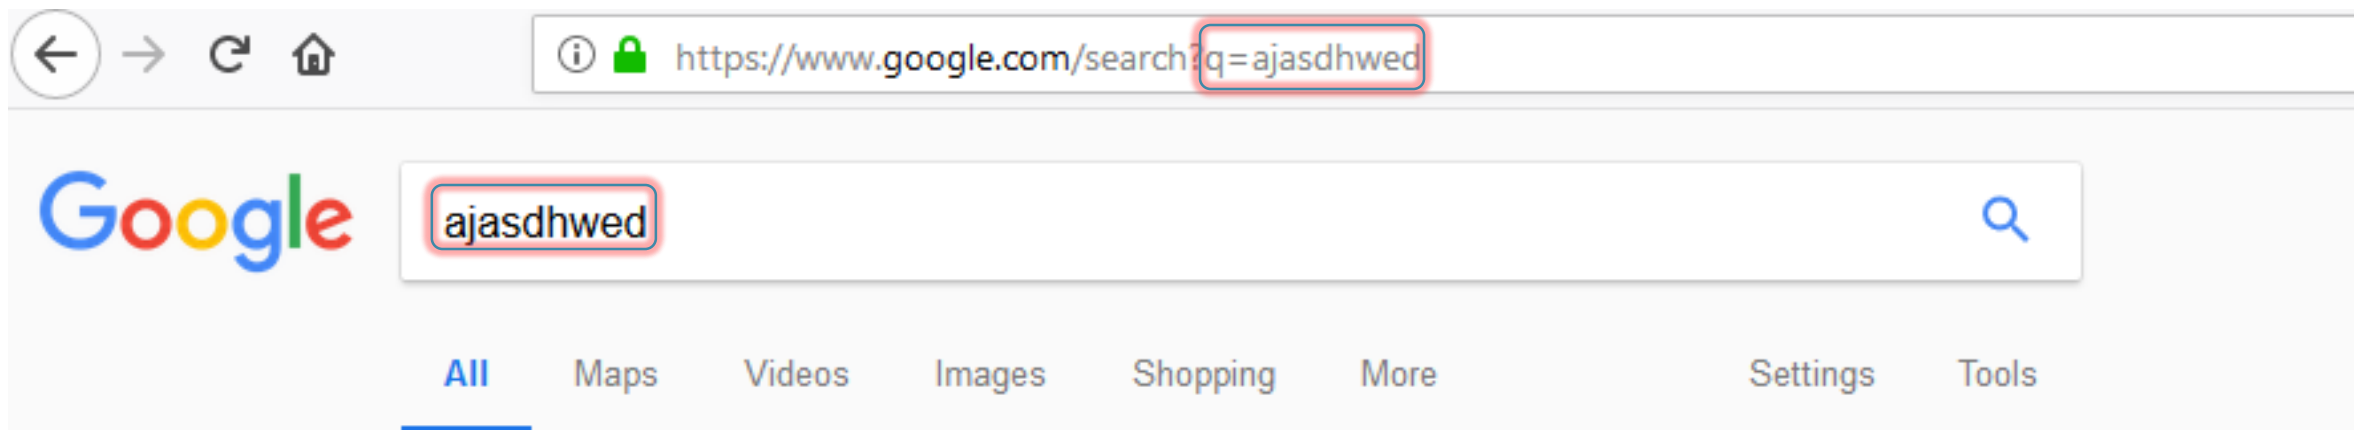 https://www.google.com/search?q=ajasdhwed
Google ajasdhwed
All Maps Videos Images Shopping More Settings Tools